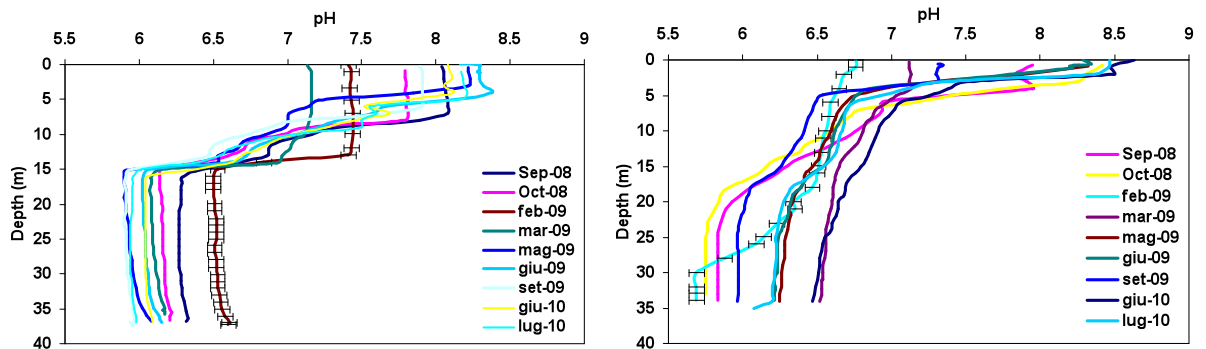 pH
5.5 6 6.5 7 7.5 8 8.5 9
0
5
10
15
20
25
30
35
40
Depth (m)
Sep-08
Oct-08
feb-09
mar-09
mag-09
giu-09
set-09
giu-10
lug-10
pH
5.5 6 6.5 7 7.5 8 8.5 9
0
5
10
15
20
25
30
35
40
Depth (m)
Sep-08
Oct-08
feb-09
mar-09
mag-09
giu-09
set-09
giu-10
lug-10